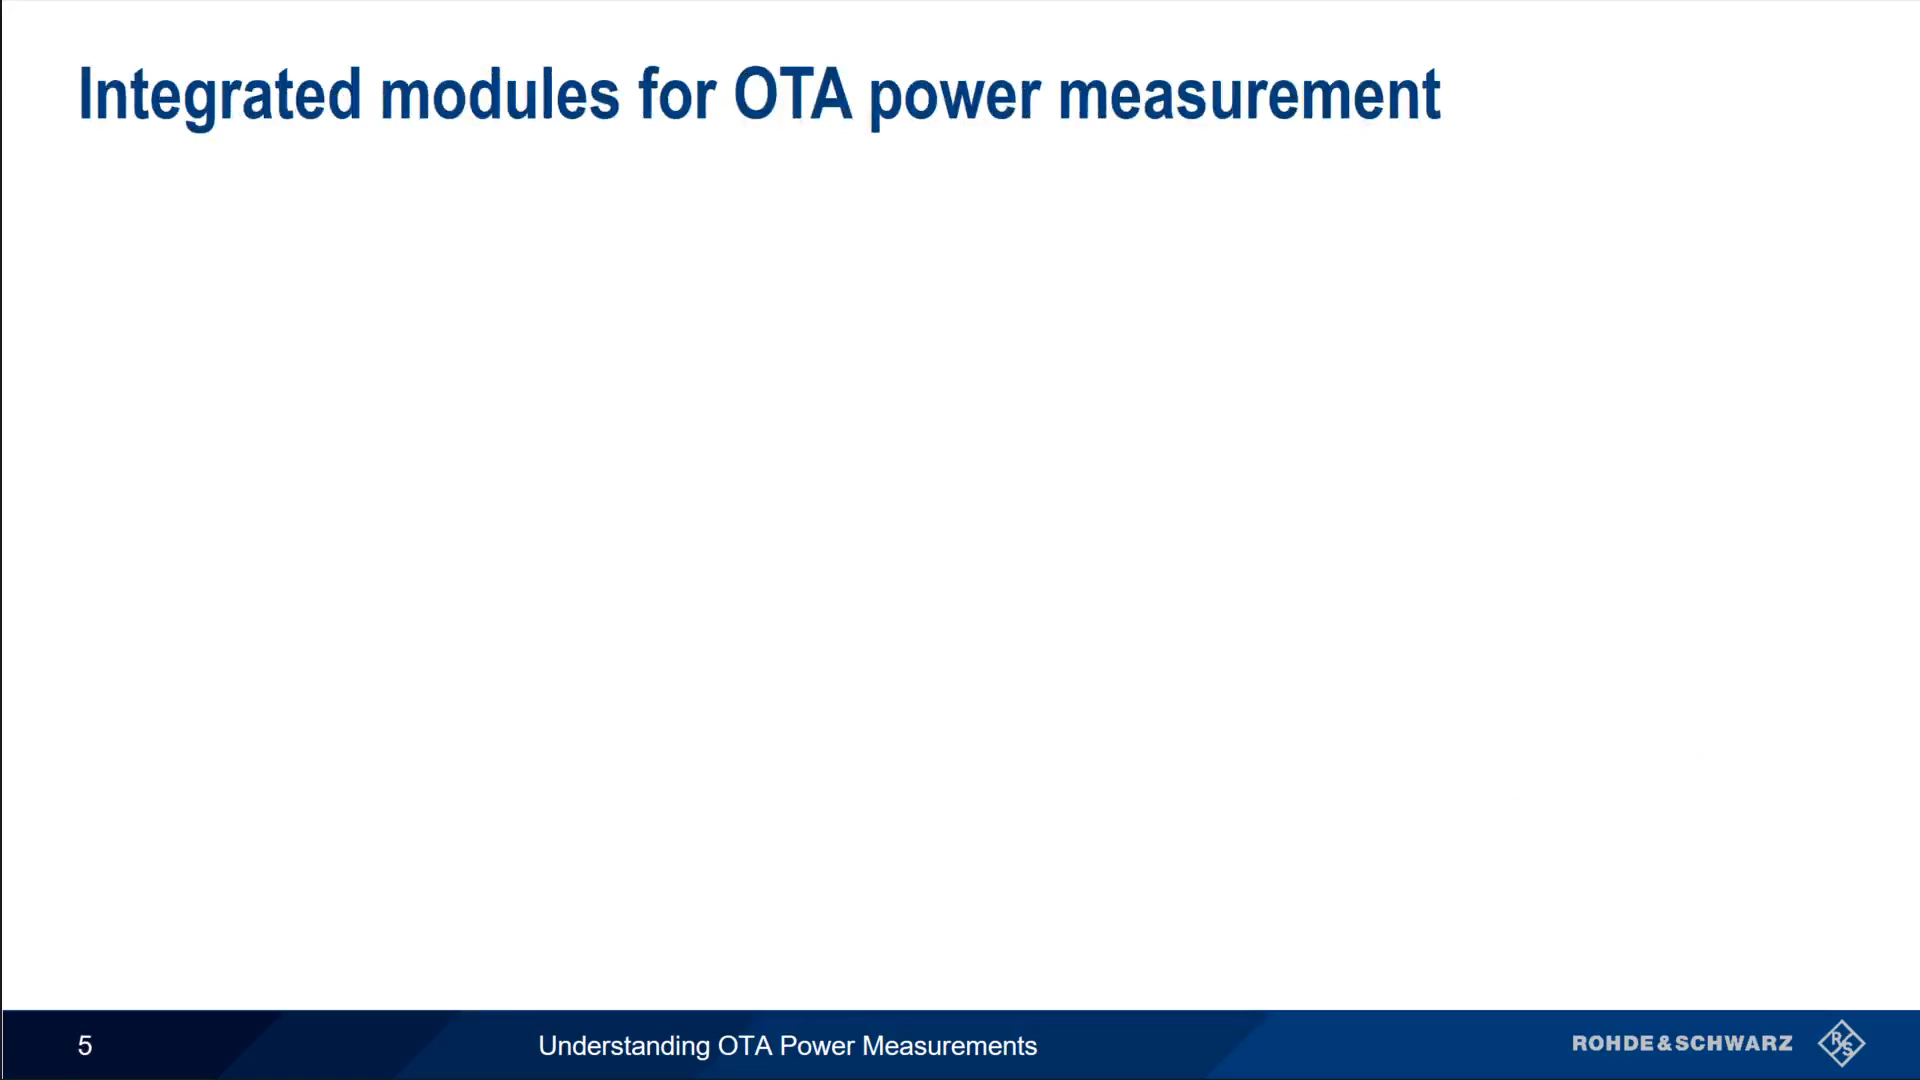 Integrated modules for OTA power measurement
5
Understanding OTA Power Measurements
ROHDE&SCHWARZ
R
S